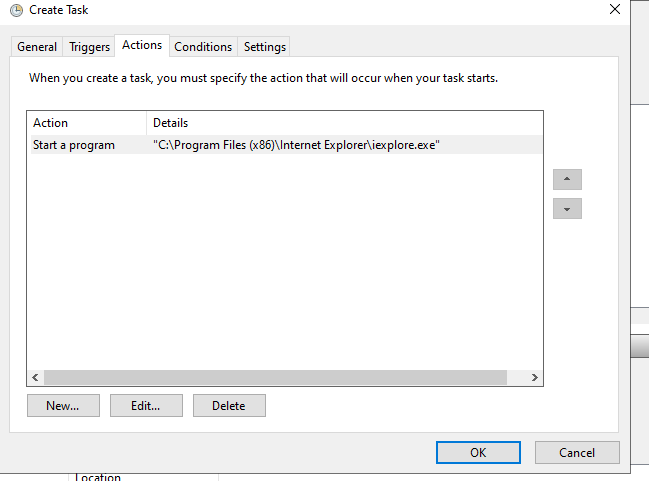 Create Task
General Triggers Actions Conditions Settings
When you create a task, you must specify the action that will occur when your task starts.
Action Details
Start a program "C:\Program Files (x86)\Internet Explorer\iexplore.exe"
New... Edit... Delete
OK Cancel
Location